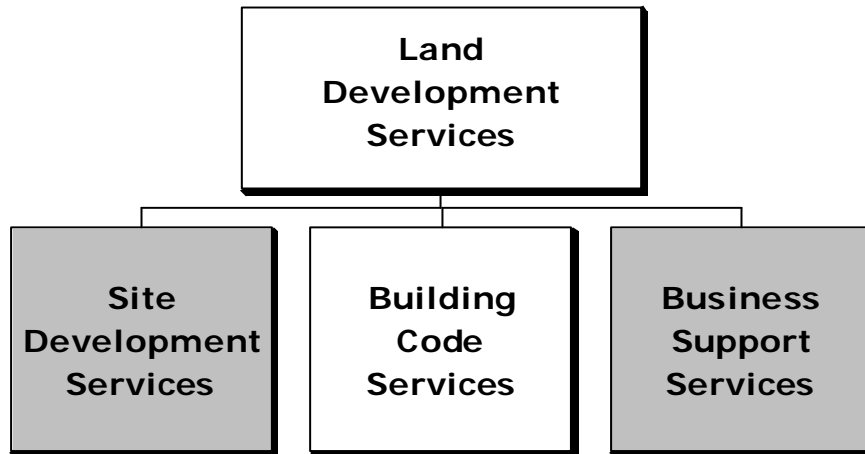 Land
Development
Services
Site
Development
Services
Building
Code
Services
Business
Support
Services